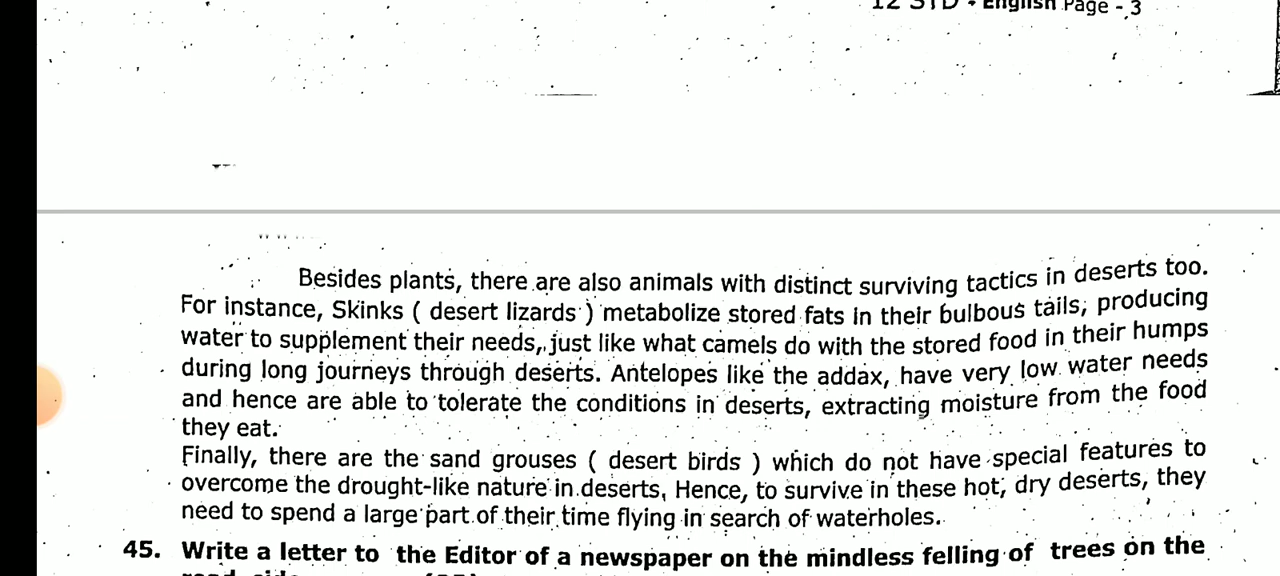 12 STD • English Page - 3
Besides plants, there are also animals with distinct surviving tactics in deserts too.
For instance, Skinks ( desert lizards ) metabolize stored fats in their bulbous tails, producing
water to supplement their needs, just like what camels do with the stored food in their humps
during long journeys through deserts. Antelopes like the addax, have very low water needs
and hence are able to tolerate the conditions in deserts, extracting moisture from the food
they eat.
Finally, there are the sand grouses ( desert birds ) which do not have special features to
overcome the drought-like nature in deserts, Hence, to survive in these hot, dry deserts, they
need to spend a large part of their time flying in search of waterholes.
45. Write a letter to the Editor of a newspaper on the mindless felling of trees on the